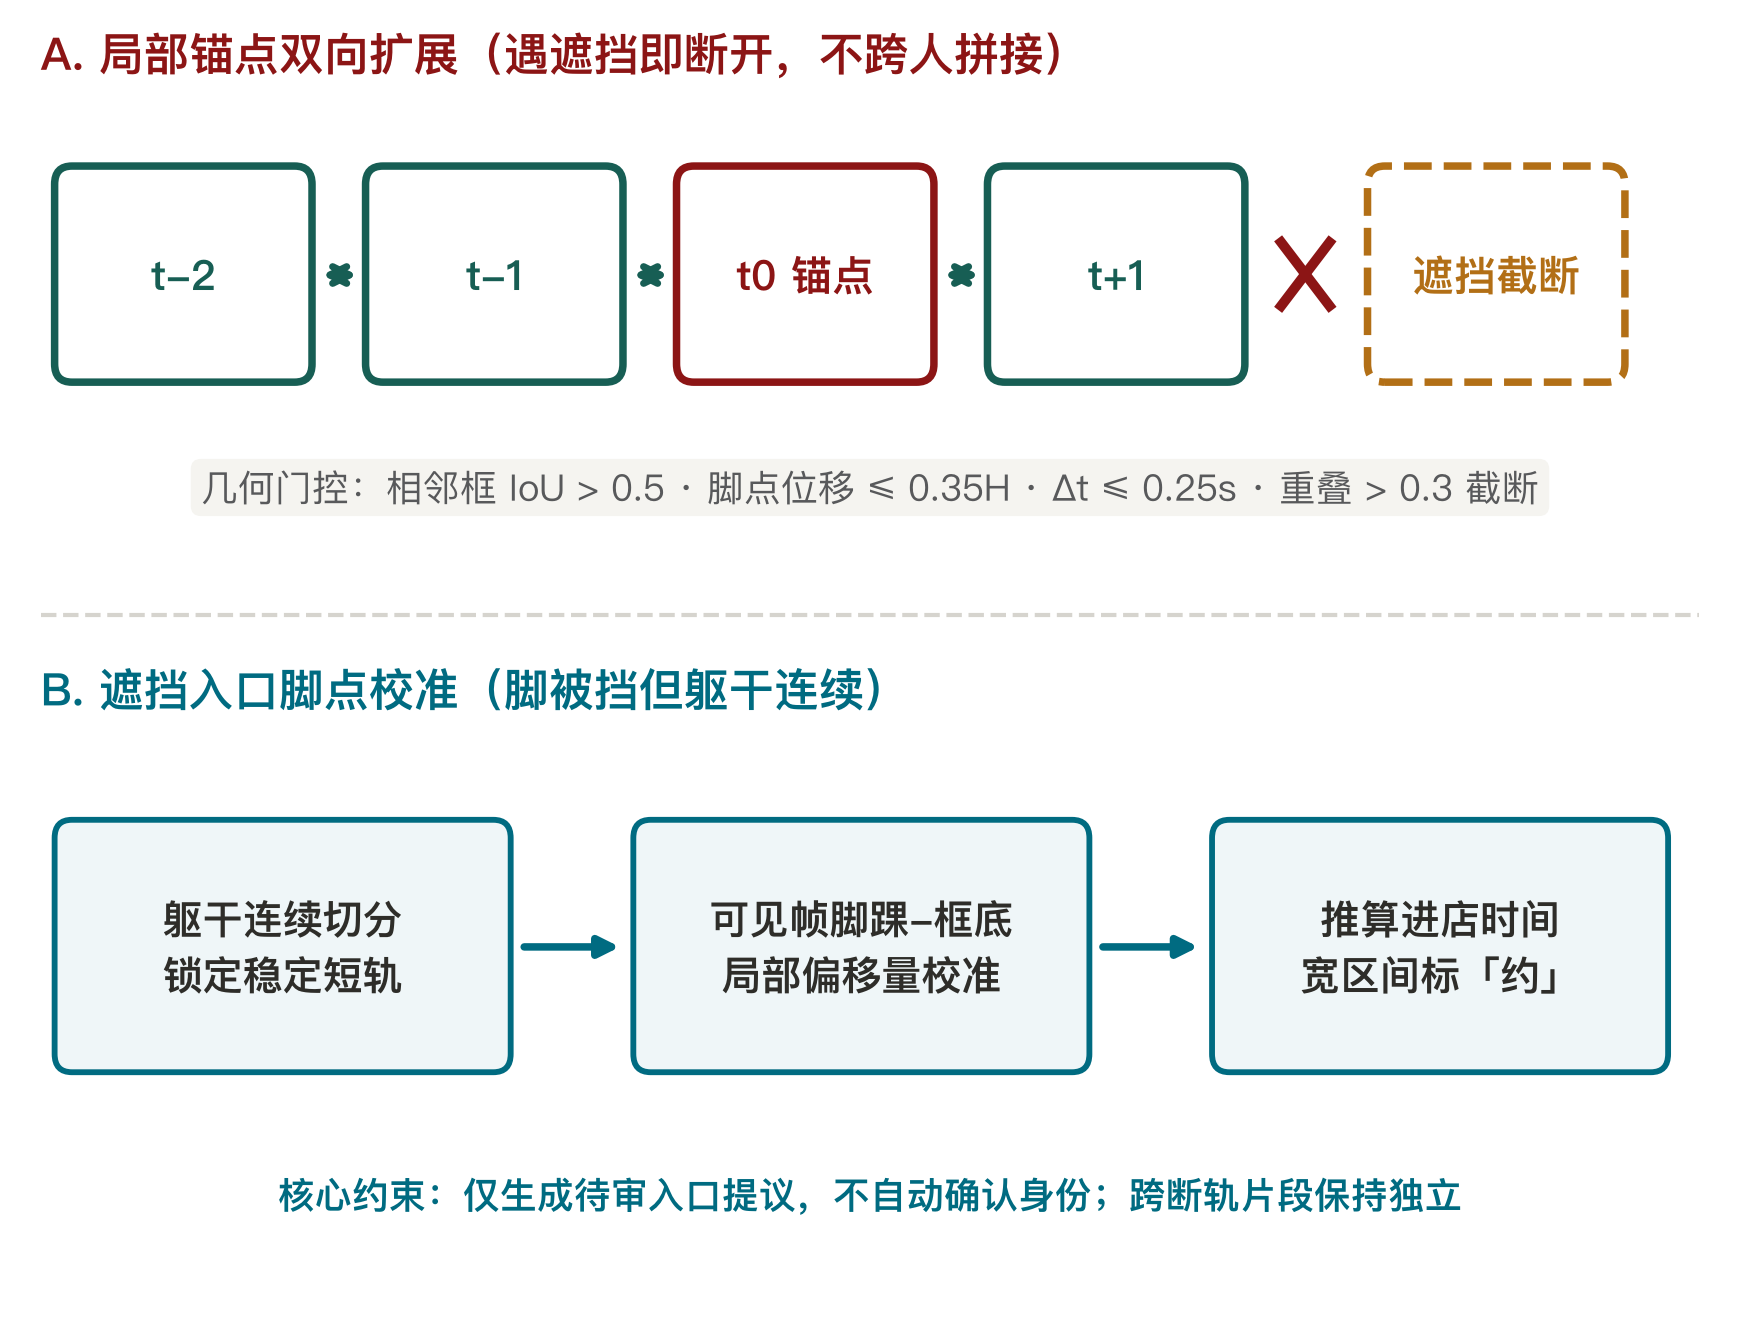 A. 局部锚点双向扩展（遇遮挡即断开，不跨人拼接）
t–2
t–1
t0 锚点
t+1
遮挡截断
几何门控：相邻框 IoU > 0.5 · 脚点位移 ⩽ 0.35H · Δt ⩽ 0.25s · 重叠 > 0.3 截断
B. 遮挡入口脚点校准（脚被挡但躯干连续）
躯干连续切分
锁定稳定短轨
可见帧脚踝–框底
局部偏移量校准
推算进店时间
宽区间标「约」
核心约束：仅生成待审入口提议，不自动确认身份；跨断轨片段保持独立